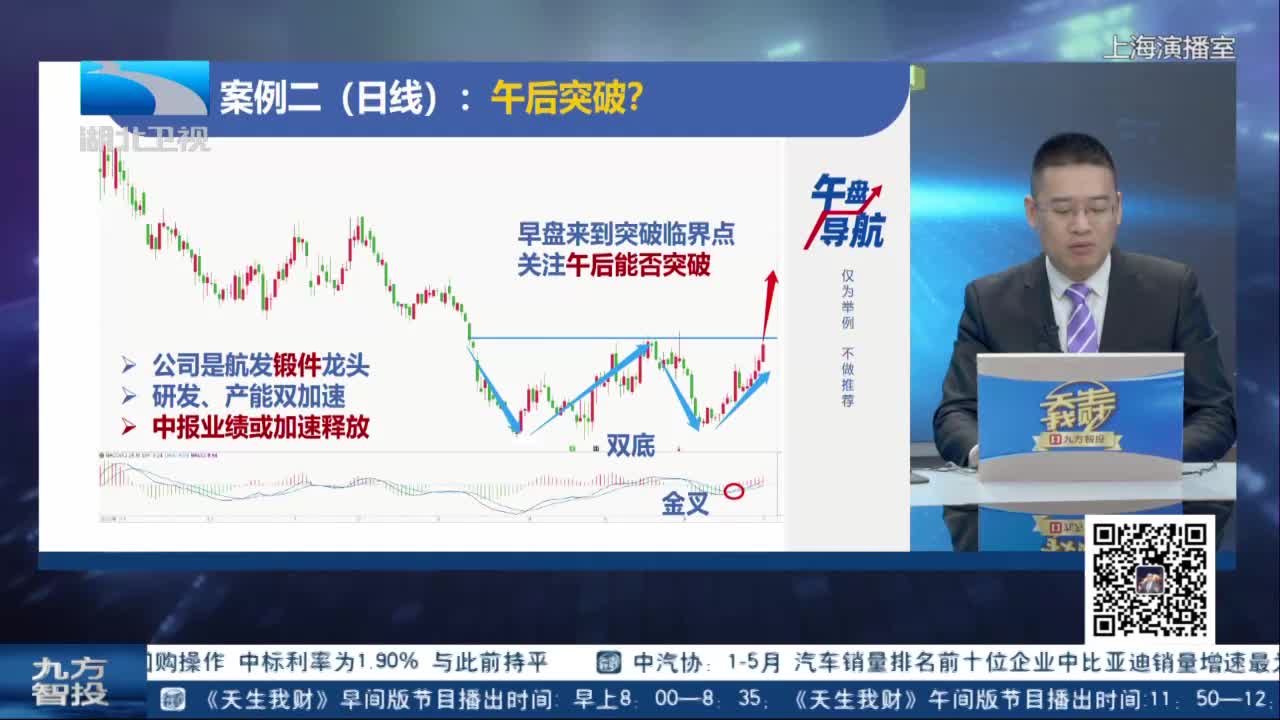 上海演播室
湖北卫视
案例二（日线）：午后突破?
早盘来到突破临界点
关注午后能否突破
午盘
导航
仅为举例 不做推荐
公司是航发锻件龙头
研发、产能双加速
中报业绩或加速释放
双底
金叉
天生
我财
九方智投
九方
智投
购操作 中标利率为1.90% 与此前持平 中汽协：1-5月 汽车销量排名前十位企业中比亚迪销量增速最
《天生我财》早间版节目播出时间：早上8：00—8：35； 《天生我财》午间版节目播出时间:11：50—12: